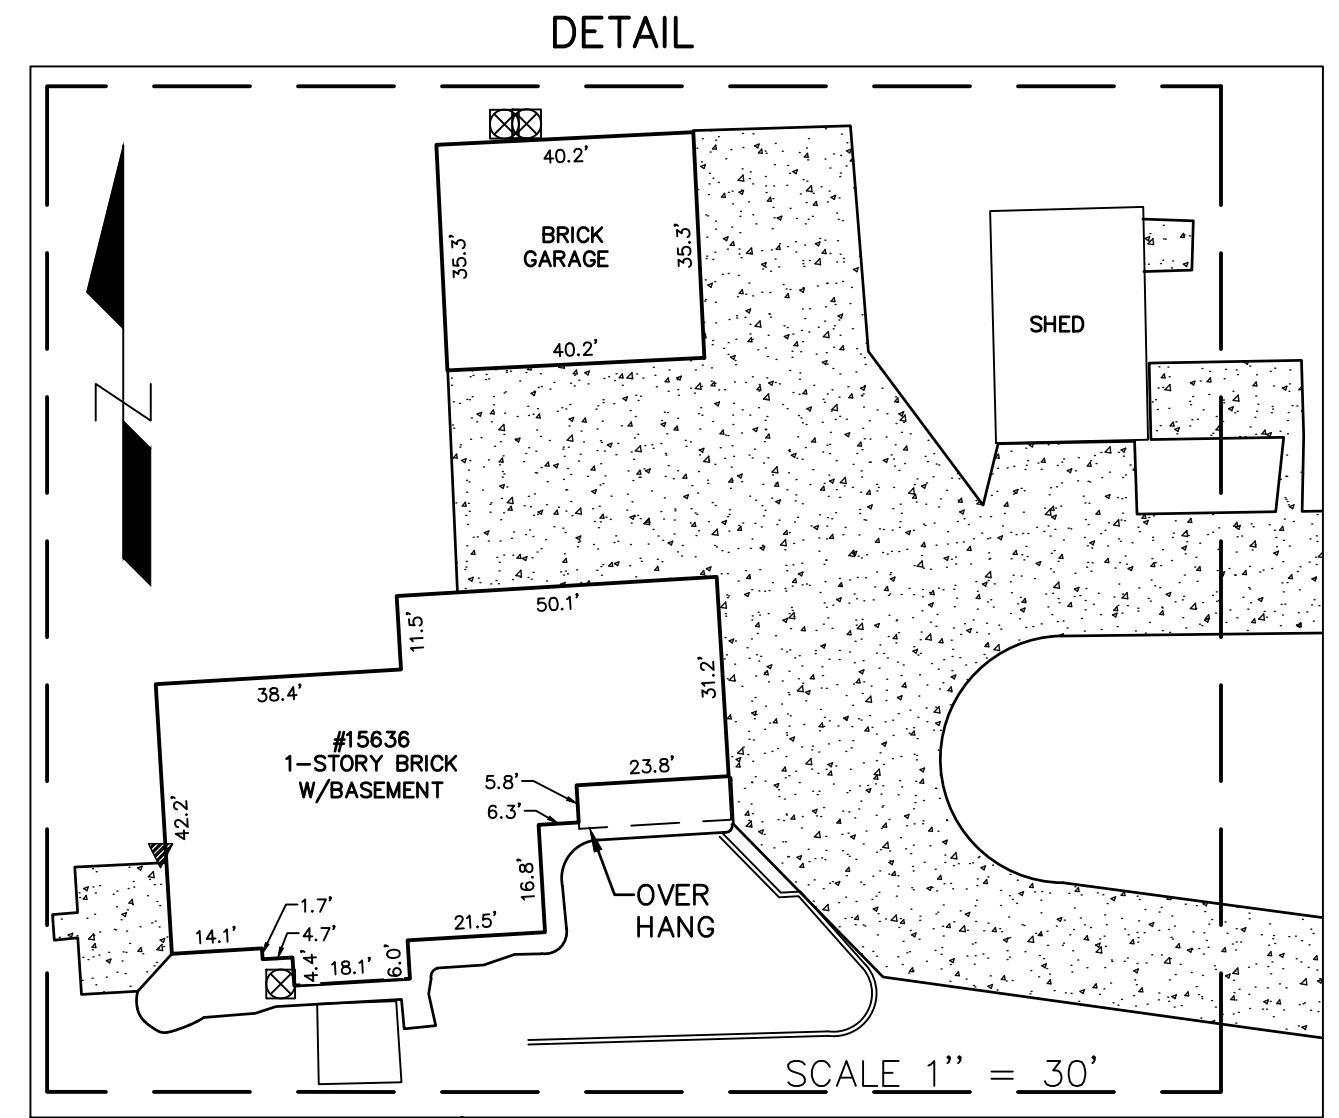 DETAIL
40.2'
35.3'
BRICK
GARAGE
35.3'
40.2'
SHED
N
50.1'
11.5'
38.4'
31.2'
#15636
1-STORY BRICK
W/BASEMENT
42.2'
23.8'
5.8'
6.3'
16.8'
OVER
HANG
1.7'
14.1'
4.7'
21.5'
4.4'
18.1'
6.0'
SCALE 1'' = 30'